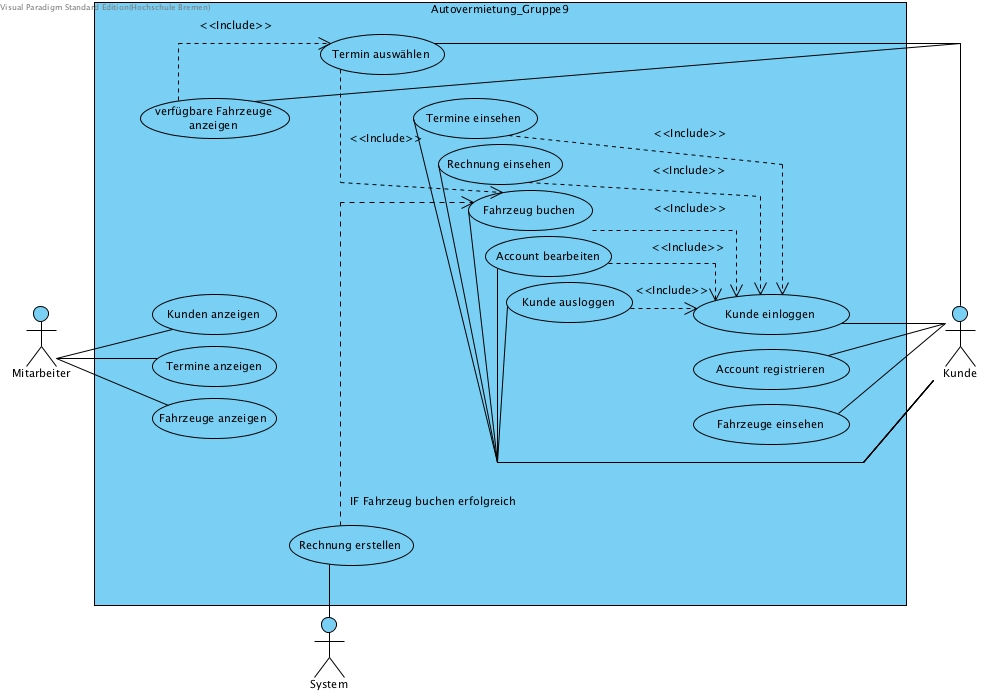 Visual Paradigm Standard Edition(Hochschule Bremen)
Autovermietung_Gruppe9
<<Include>>
Termin auswählen
verfügbare Fahrzeuge
anzeigen
Termine einsehen
<<Include>>
<<Include>>
Rechnung einsehen
<<Include>>
Fahrzeug buchen
<<Include>>
Account bearbeiten
<<Include>>
Kunde ausloggen
<<Include>>
Kunden anzeigen
Kunde einloggen
Termine anzeigen
Account registrieren
Mitarbeiter
Kunde
Fahrzeuge anzeigen
Fahrzeuge einsehen
IF Fahrzeug buchen erfolgreich
Rechnung erstellen
System